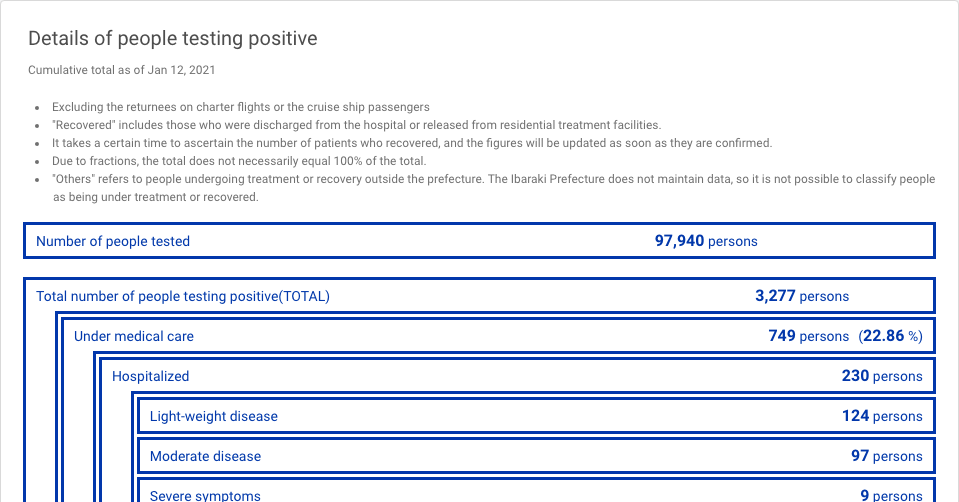 Details of people testing positive
Cumulative total as of Jan 12, 2021
• Excluding the returnees on charter flights or the cruise ship passengers
• "Recovered" includes those who were discharged from the hospital or released from residential treatment facilities.
• It takes a certain time to ascertain the number of patients who recovered, and the figures will be updated as soon as they are confirmed.
• Due to fractions, the total does not necessarily equal 100% of the total.
• "Others" refers to people undergoing treatment or recovery outside the prefecture. The Ibaraki Prefecture does not maintain data, so it is not possible to classify people
as being under treatment or recovered.
Number of people tested 97,940 persons
Total number of people testing positive(TOTAL) 3,277 persons
Under medical care 749 persons (22.86 %)
Hospitalized 230 persons
Light-weight disease 124 persons
Moderate disease 97 persons
Severe symptoms 9 persons